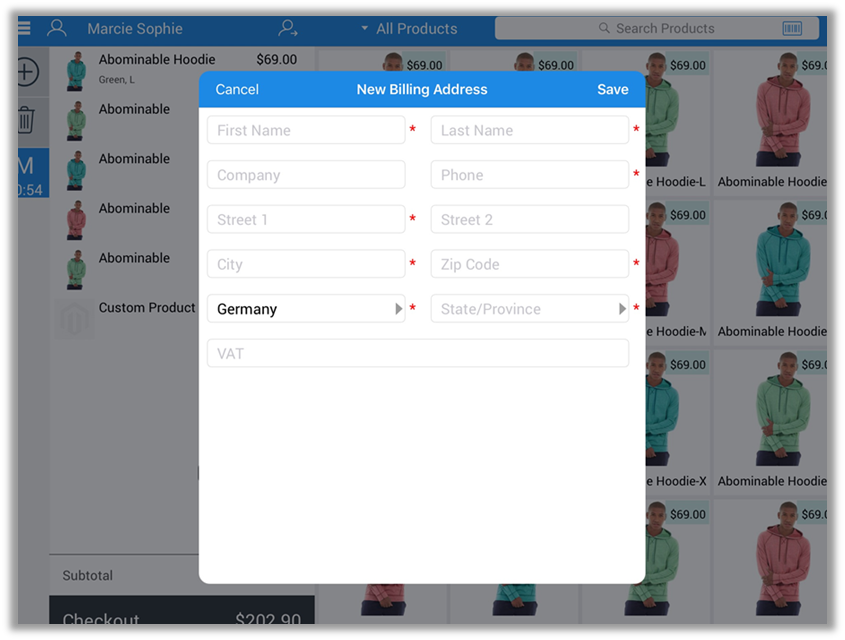 Marcie Sophie
All Products
Search Products
Abominable Hoodie $69.00
Green, L
Abominable
Abominable
Abominable
Abominable
Custom Product
M
0:54
Subtotal
Checkout $202.90
Cancel New Billing Address Save
First Name * Last Name *
Company Phone *
Street 1 * Street 2
City * Zip Code *
Germany * State/Province *
VAT
$69.00 $69.00 $69.00 $69.0
e Hoodie-L Abominable Hoodie
$69.00 $69.0
e Hoodie-M Abominable Hoodie
$69.00 $69.0
e Hoodie-X Abominable Hoodie
$69.00 $69.0